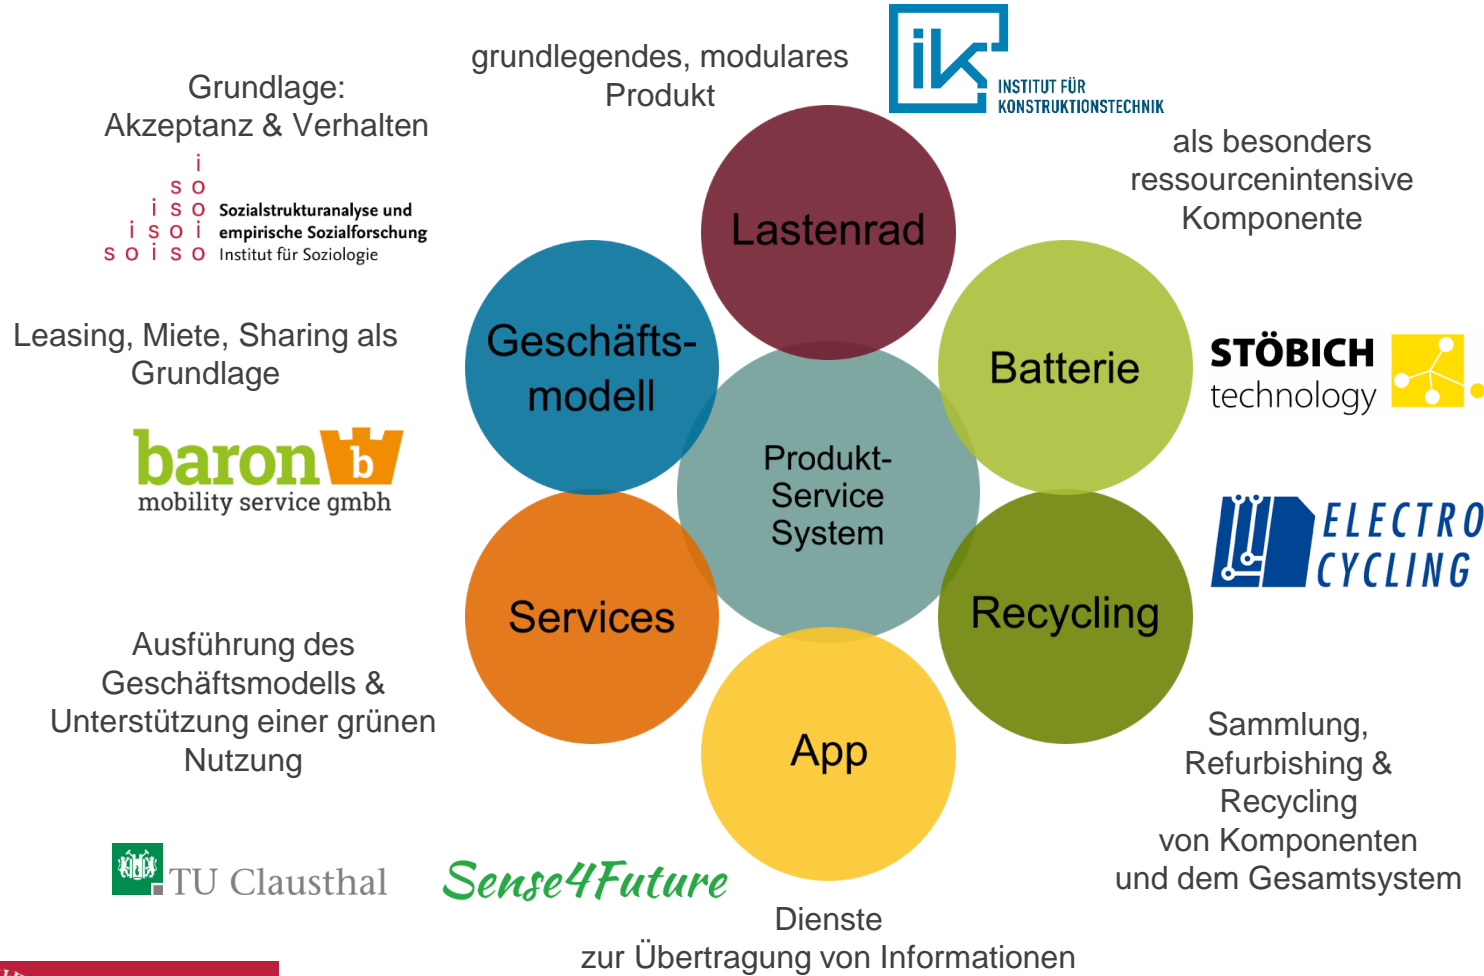 grundlegendes, modulares
Produkt
ik
INSTITUT FÜR
KONSTRUKTIONSTECHNIK
Grundlage:
Akzeptanz & Verhalten
i
s o
i s o
i s o i
s o i s o
Sozialstrukturanalyse und
empirische Sozialforschung
Institut für Soziologie
als besonders
ressourcenintensive
Komponente
Lastenrad
Leasing, Miete, Sharing als
Grundlage
Geschäfts-
modell
Batterie
STÖBICH
technology
baron b
mobility service gmbh
Produkt-
Service
System
ELECTRO
CYCLING
Services
Recycling
Ausführung des
Geschäftsmodells &
Unterstützung einer grünen
Nutzung
App
Sammlung,
Refurbishing &
Recycling
von Komponenten
und dem Gesamtsystem
TU Clausthal
Sense4Future
Dienste
zur Übertragung von Informationen